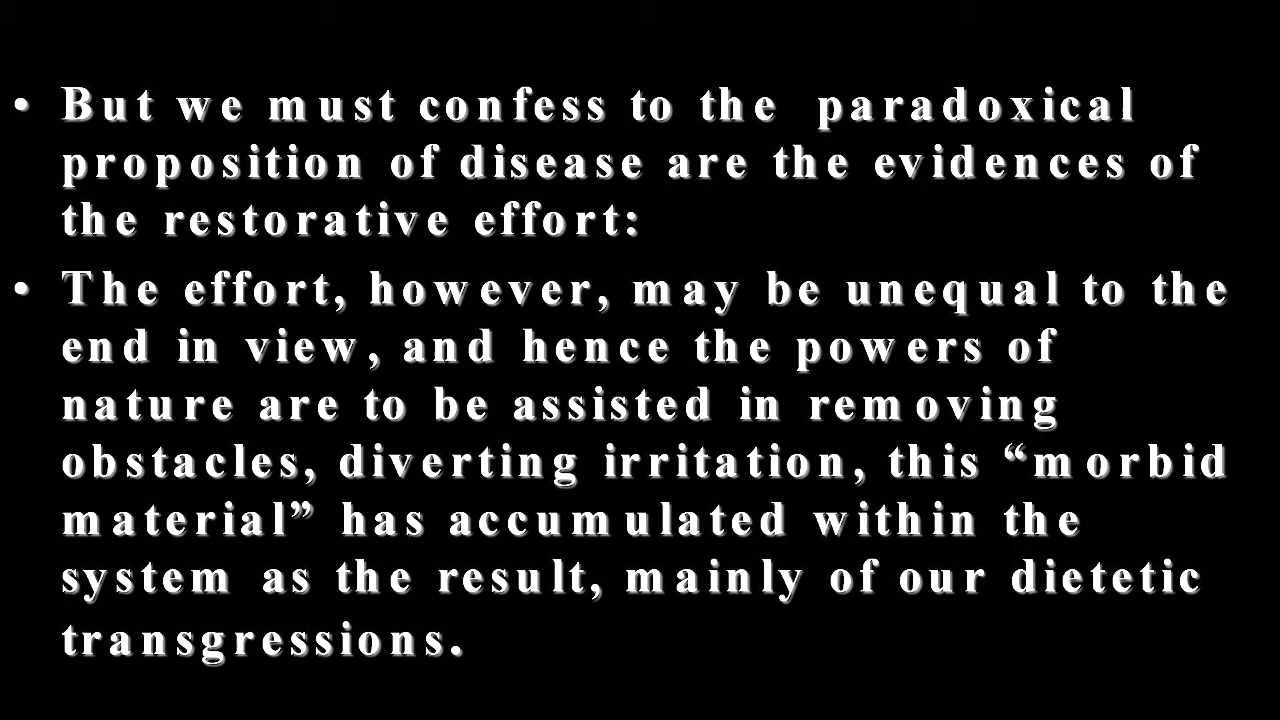 • But we must confess to the paradoxical
proposition of disease are the evidences of
the restorative effort:
• The effort, however, may be unequal to the
end in view, and hence the powers of
nature are to be assisted in removing
obstacles, diverting irritation, this “morbid
material” has accumulated within the
system as the result, mainly of our dietetic
transgressions.